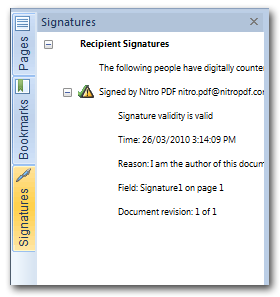 Signatures
Pages
Bookmarks
Signatures
Recipient Signatures
The following people have digitally counte
Signed by Nitro PDF nitro.pdf@nitropdf.co
Signature validity is valid
Time: 26/03/2010 3:14:09 PM
Reason: I am the author of this docum
Field: Signature1 on page 1
Document revision: 1 of 1